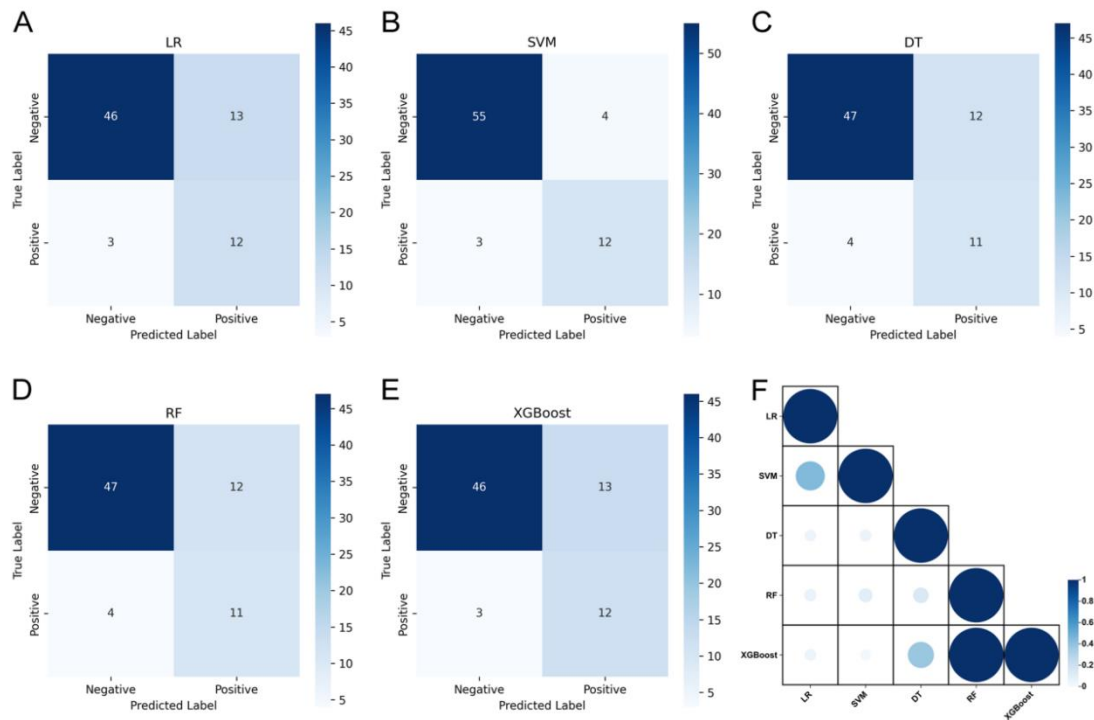 A
LR
True Label
Negative
Positive
46
13
3
12
Negative
Positive
Predicted Label
45
40
35
30
25
20
15
10
5
B
SVM
True Label
Negative
Positive
55
4
3
12
Negative
Positive
Predicted Label
50
40
30
20
10
C
DT
True Label
Negative
Positive
47
12
4
11
Negative
Positive
Predicted Label
45
40
35
30
25
20
15
10
5
D
RF
True Label
Negative
Positive
47
12
4
11
Negative
Positive
Predicted Label
45
40
35
30
25
20
15
10
5
E
XGBoost
True Label
Negative
Positive
46
13
3
12
Negative
Positive
Predicted Label
45
40
35
30
25
20
15
10
5
F
LR
SVM
DT
RF
XGBoost
LR
SVM
DT
RF
XGBoost
1
0.8
0.6
0.4
0.2
0